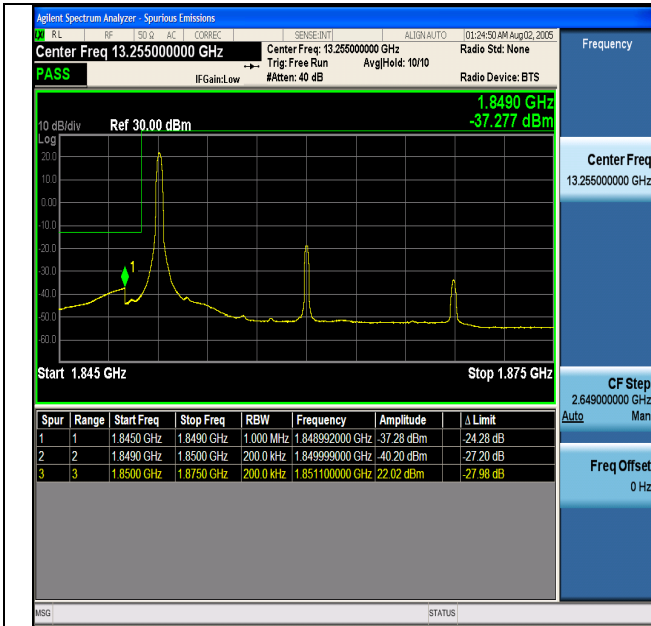 Agilent Spectrum Analyzer - Spurious Emissions
RL RF 50 Ω AC CORREC SENSE:INT ALIGN AUTO 01:24:50 AM Aug 02, 2005
Center Freq 13.255000000 GHz
Center Freq: 13.255000000 GHz
Radio Std: None
Trig: Free Run Avg|Hold: 10/10
PASS
IFGain:Low
#Atten: 40 dB
Radio Device: BTS
1.8490 GHz
-37.277 dBm
10 dB/div Ref 30.00 dBm
Log
20.0
10.0
0.00
-10.0
-20.0
-30.0
-40.0
-50.0
-60.0
1
Start 1.845 GHz Stop 1.875 GHz
Spur Range Start Freq Stop Freq RBW Frequency Amplitude Δ Limit
1 1 1.8450 GHz 1.8490 GHz 1.000 MHz 1.848992000 GHz -37.28 dBm -24.28 dB
2 2 1.8490 GHz 1.8500 GHz 200.0 kHz 1.849999000 GHz -40.20 dBm -27.20 dB
3 3 1.8500 GHz 1.8750 GHz 200.0 kHz 1.851100000 GHz 22.02 dBm -27.98 dB
MSG STATUS
Frequency
Center Freq
13.255000000 GHz
CF Step
2.649000000 GHz
Auto Man
Freq Offset
0 Hz